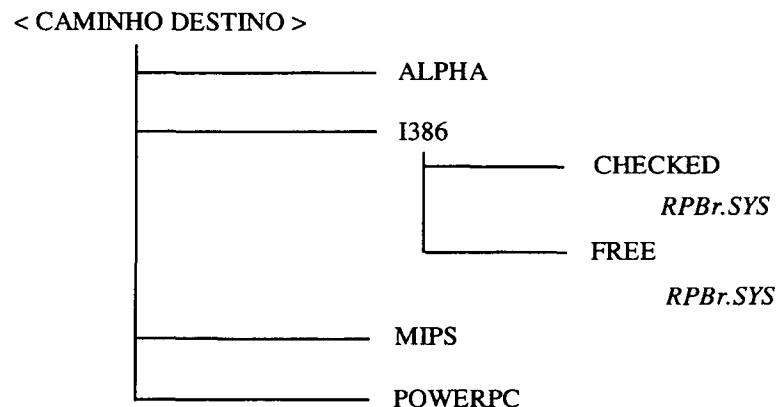 < CAMINHO DESTINO >
ALPHA
I386
CHECKED
RPBr.SYS
FREE
RPBr.SYS
MIPS
POWERPC